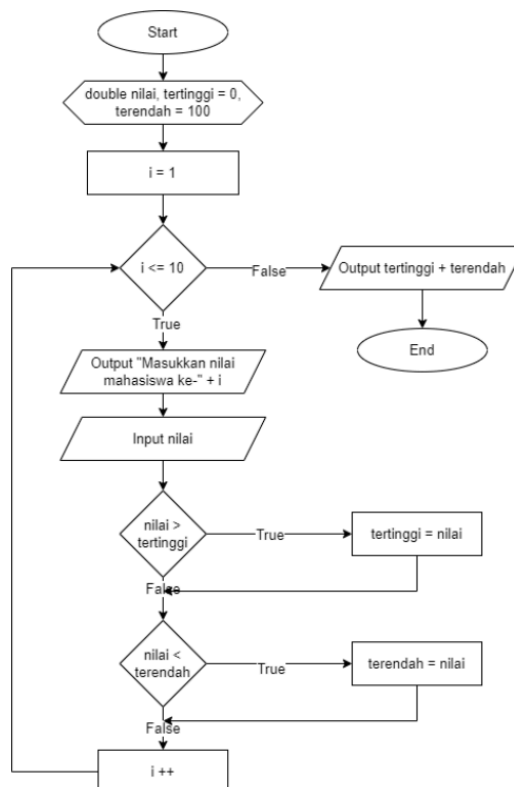 Start
double nilai, tertinggi = 0,
terendah = 100
i = 1
i <= 10
False
Output tertinggi + terendah
End
True
Output "Masukkan nilai
mahasiswa ke-" + i
Input nilai
nilai >
tertinggi
True
tertinggi = nilai
False
nilai <
terendah
True
terendah = nilai
False
i ++